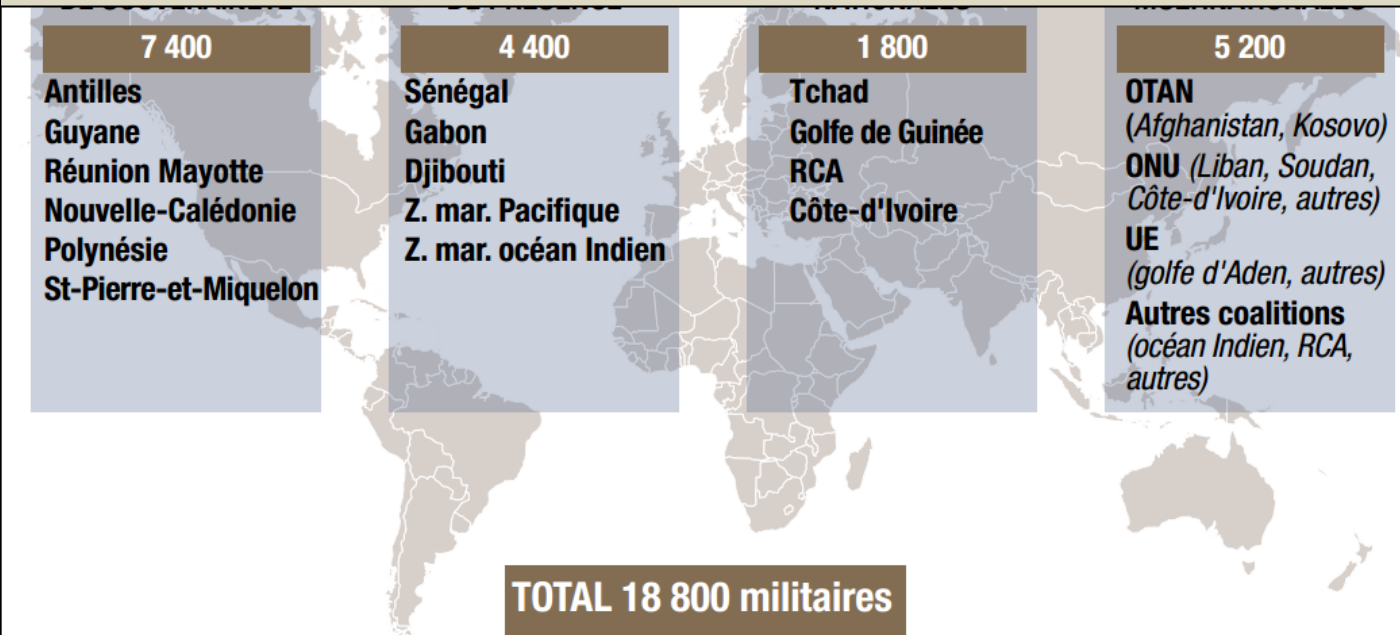 7 400
Antilles
Guyane
Réunion Mayotte
Nouvelle-Calédonie
Polynésie
St-Pierre-et-Miquelon
4 400
Sénégal
Gabon
Djibouti
Z. mar. Pacifique
Z. mar. océan Indien
1 800
Tchad
Golfe de Guinée
RCA
Côte-d'Ivoire
5 200
OTAN
(Afghanistan, Kosovo)
ONU (Liban, Soudan,
Côte-d'Ivoire, autres)
UE
(golfe d'Aden, autres)
Autres coalitions
(océan Indien, RCA,
autres)
TOTAL 18 800 militaires